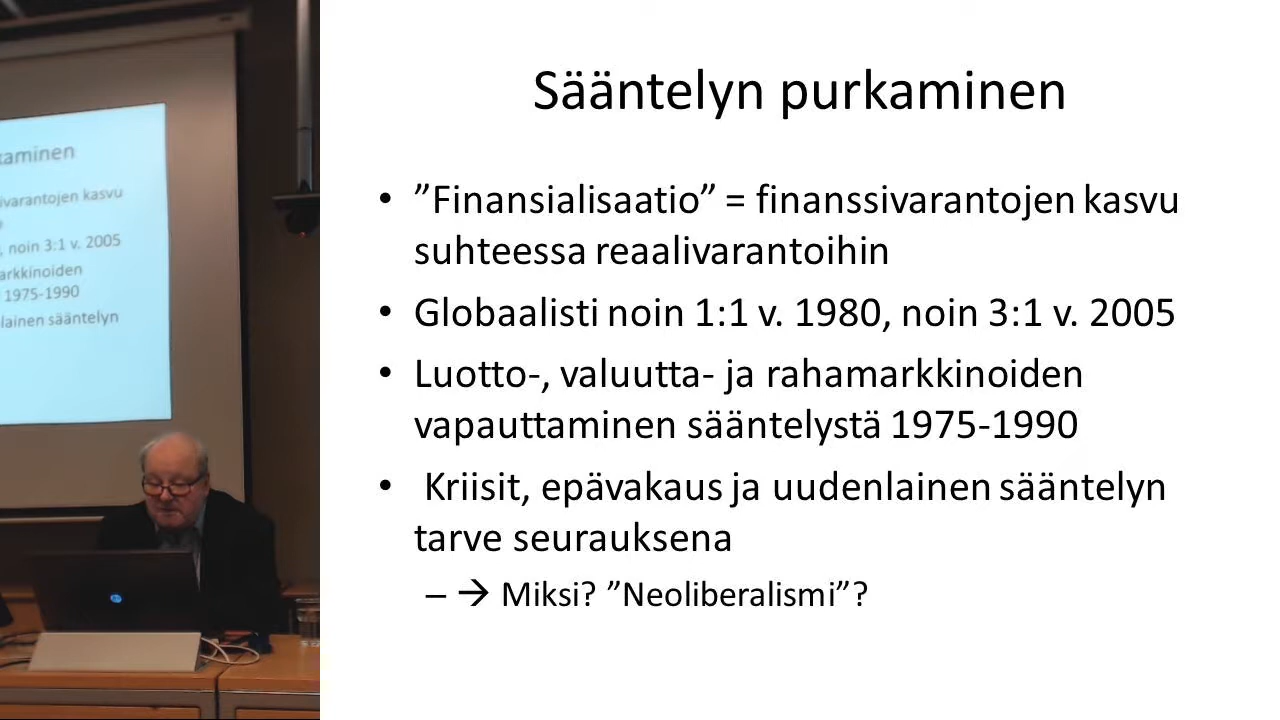 kaminen
ivarantojen kasvu
, noin 3:1 v. 2005
arkkinoiden
1975-1990
lainen sääntelyn
hp
Sääntelyn purkaminen
• ”Finansialisaatio” = finanssivarantojen kasvu
suhteessa reaalivarantoihin
• Globaalisti noin 1:1 v. 1980, noin 3:1 v. 2005
• Luotto-, valuutta- ja rahamarkkinoiden
vapauttaminen sääntelystä 1975-1990
• Kriisit, epävakaus ja uudenlainen sääntelyn
tarve seurauksena
– → Miksi? ”Neoliberalismi”?